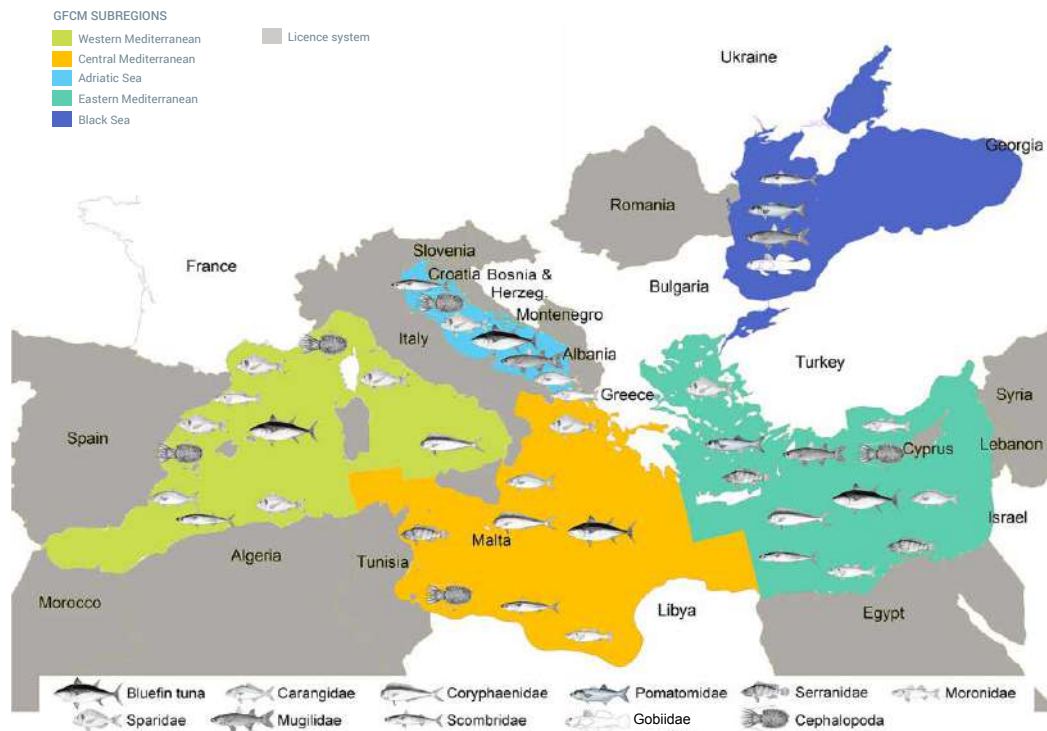 GFCM SUBREGIONS
Western Mediterranean
Licence system
Central Mediterranean
Adriatic Sea
Eastern Mediterranean
Black Sea
Ukraine
Georgia
Romania
Slovenia
France
Croatia
Bosnia &
Herzeg.
Bulgaria
Montenegro
Italy
Albania
Turkey
Greece
Syria
Spain
Cyprus
Lebanon
Israel
Malta
Algeria
Tunisia
Morocco
Libya
Egypt
Bluefin tuna
Carangidae
Coryphaenidae
Pomatomidae
Serranidae
Moronidae
Sparidae
Mugilidae
Scombridae
Gobiidae
Cephalopoda